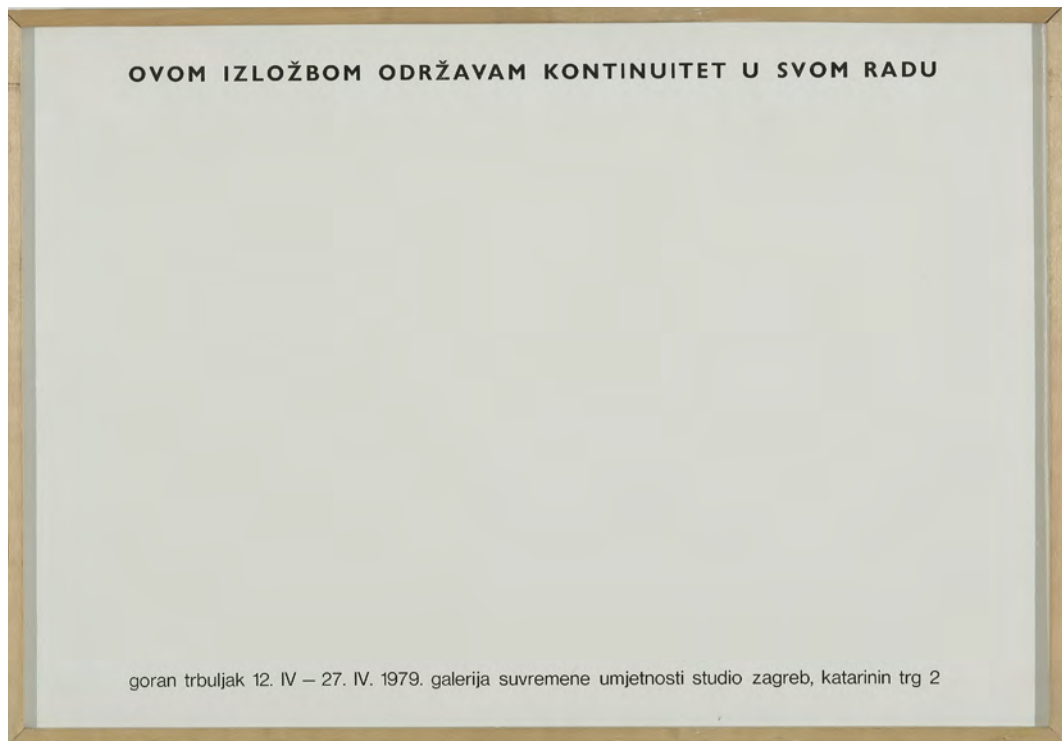 OVOM IZLOŽBOM ODRŽAVAM KONTINUITET U SVOM RADU
goran trbuljak 12. IV – 27. IV. 1979. galerija suvremene umjetnosti studio zagreb, katarinin trg 2